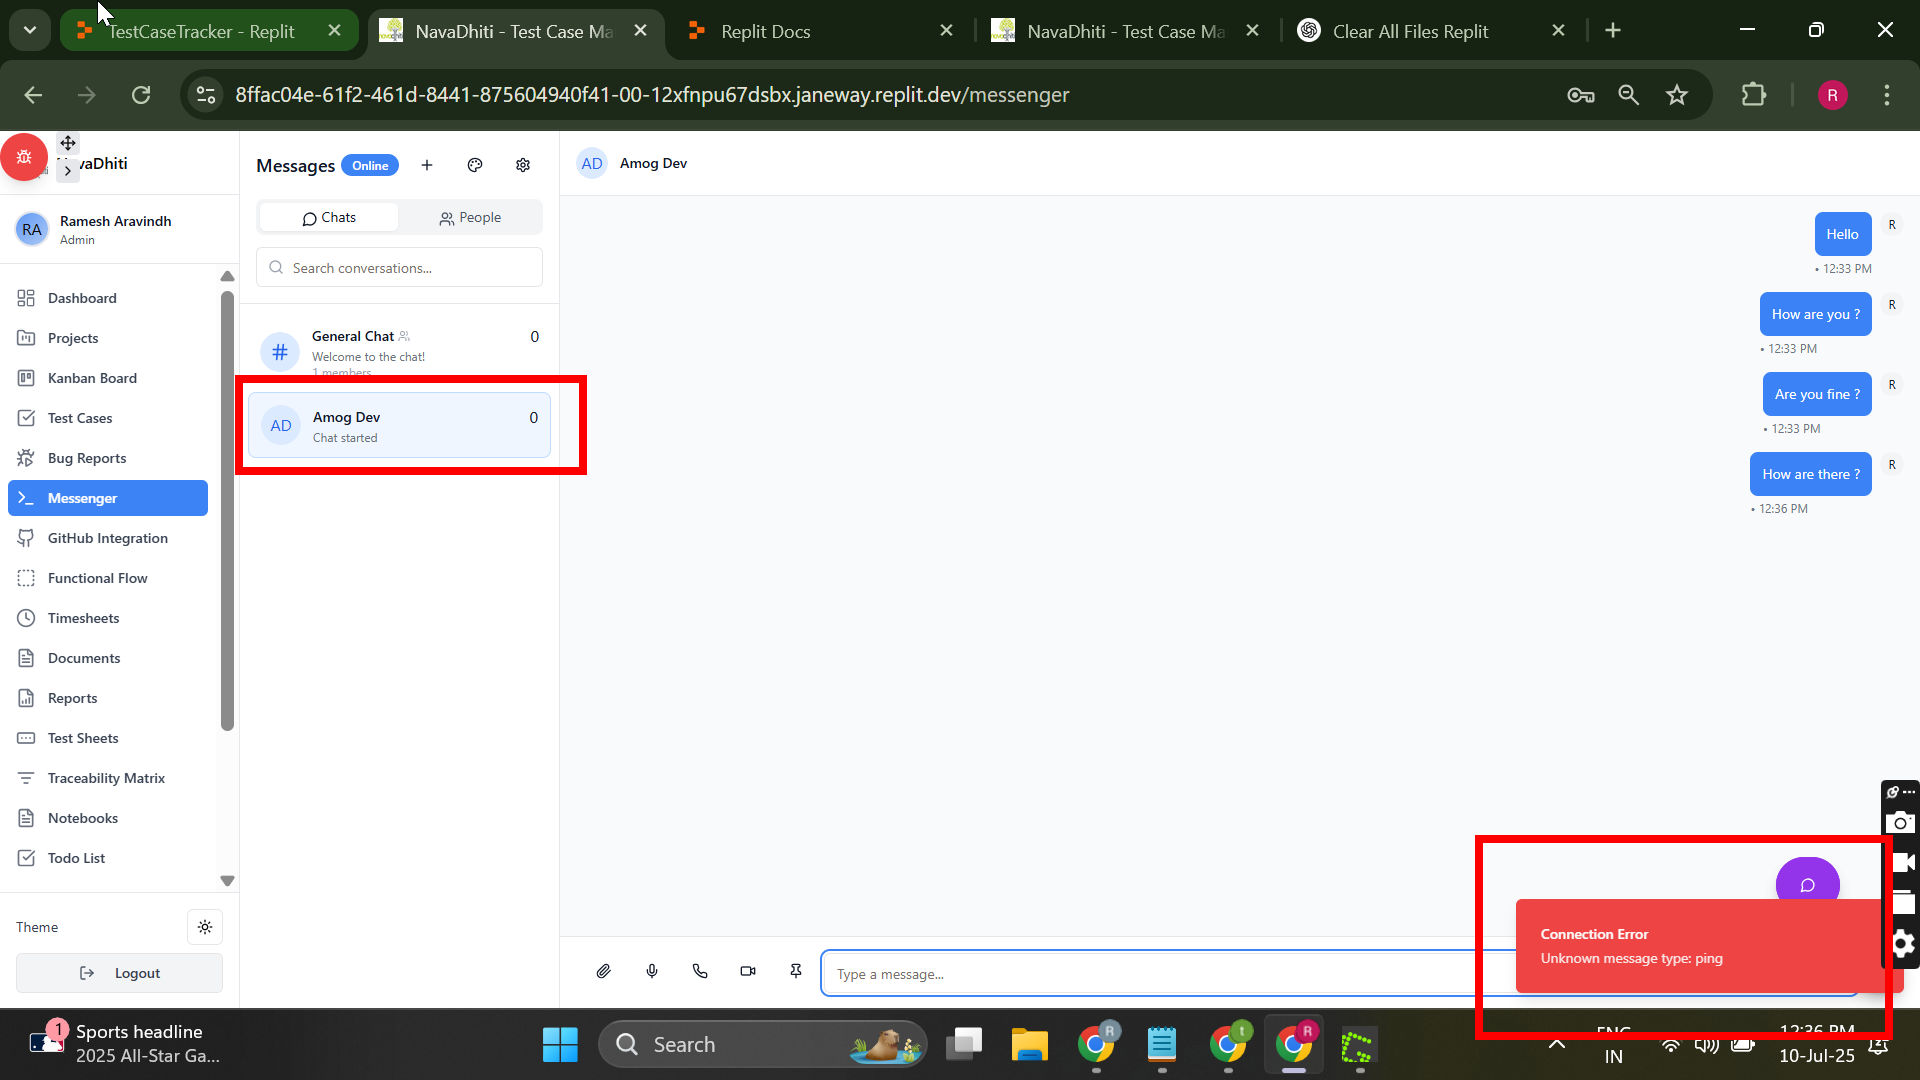 TestCaseTracker - Replit
NavaDhiti - Test Case Ma
Replit Docs
NavaDhiti - Test Case Ma
Clear All Files Replit
8ffac04e-61f2-461d-8441-875604940f41-00-12xfnpu67dsbx.janeway.replit.dev/messenger
R
vaDhiti
RA
Ramesh Aravindh
Admin
Dashboard
Projects
Kanban Board
Test Cases
Bug Reports
Messenger
GitHub Integration
Functional Flow
Timesheets
Documents
Reports
Test Sheets
Traceability Matrix
Notebooks
Todo List
Theme
Logout
Messages
Online
Chats
People
Search conversations...
#
General Chat
0
Welcome to the chat!
1 members
AD
Amog Dev
0
Chat started
AD
Amog Dev
Hello
R
• 12:33 PM
How are you ?
R
• 12:33 PM
Are you fine ?
R
• 12:33 PM
How are there ?
R
• 12:36 PM
Type a message...
Connection Error
Unknown message type: ping
1
Sports headline
2025 All-Star Ga...
Search
R
t
R
ENG
IN
12:36 PM
10-Jul-25